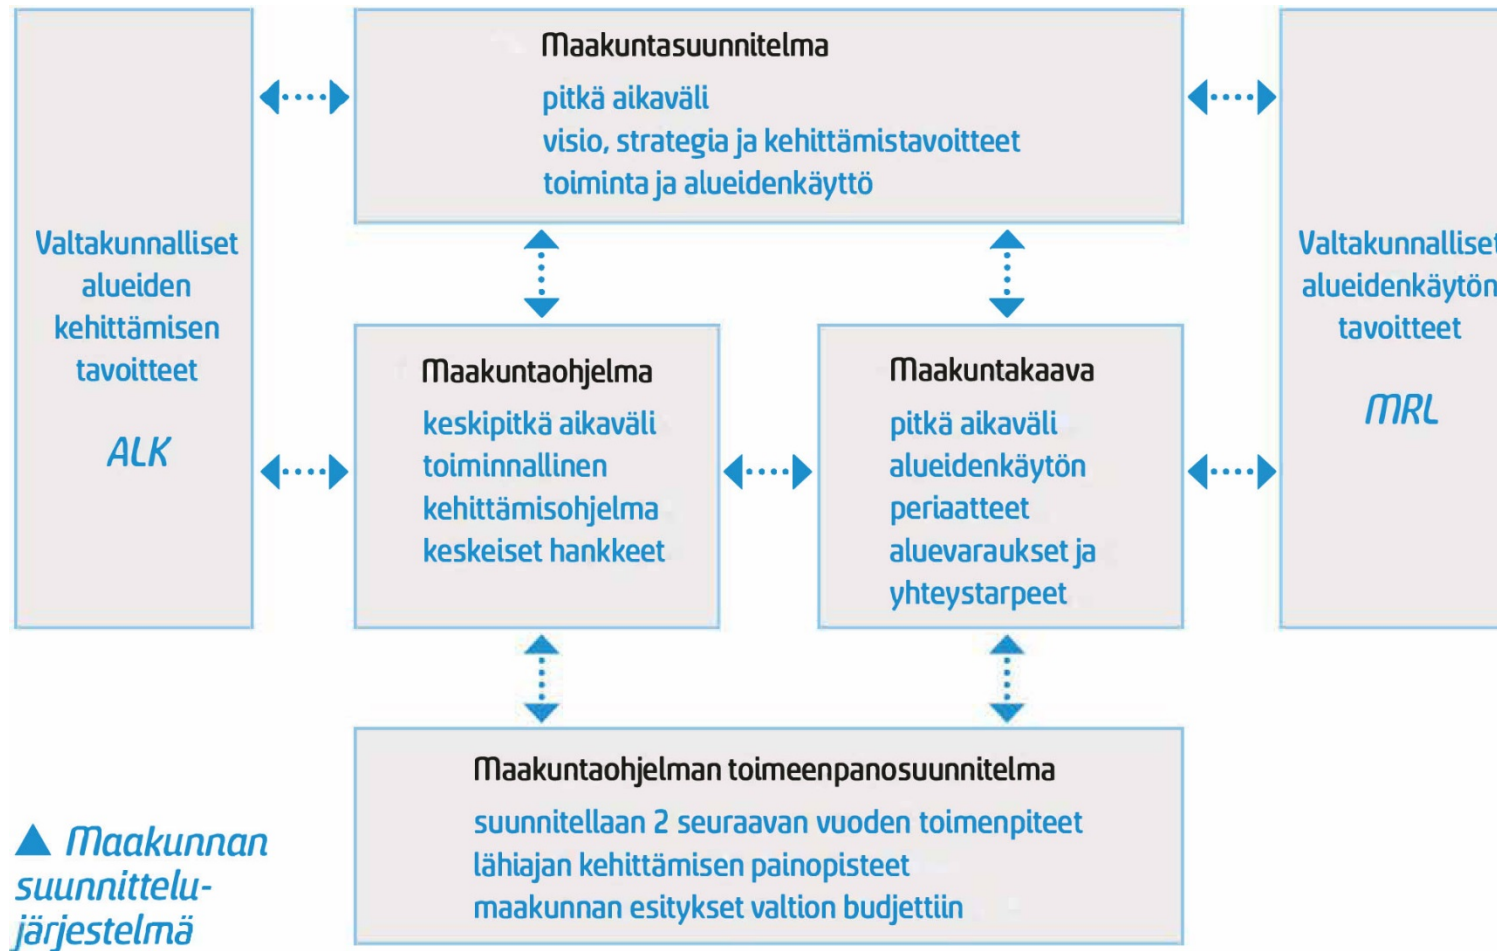 Maakuntasuunnitelma
pitkä aikaväli
visio, strategia ja kehittämistavoitteet
toiminta ja alueidenkäyttö
Valtakunnalliset
alueiden
kehittämisen
tavoitteet
ALK
Maakuntaohjelma
keskipitkä aikaväli
toiminnallinen
kehittämisohjelma
keskeiset hankkeet
Maakuntakaava
pitkä aikaväli
alueidenkäytön
periaatteet
aluevaraukset ja
yhteystarpeet
Valtakunnalliset
alueidenkäytön
tavoitteet
MRL
Maakuntaohjelman toimeenpanosuunnitelma
suunnitellaan 2 seuraavan vuoden toimenpiteet
lähiajan kehittämisen painopisteet
maakunnan esitykset valtion budjettiin
Maakunnan
suunnittelu-
järjestelmä